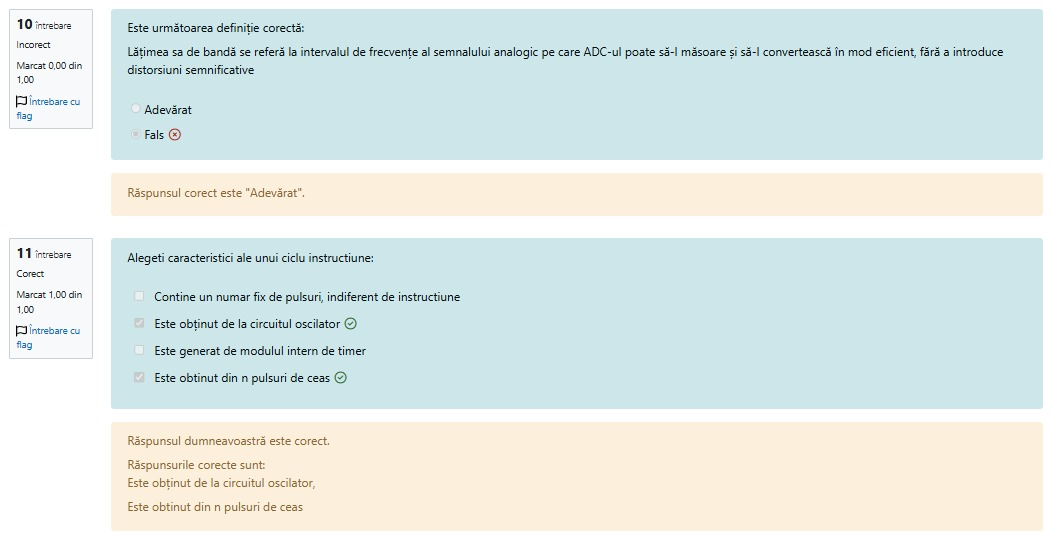 10 întrebare
Incorect
Marcat 0,00 din
1,00
Întrebare cu
flag
Este următoarea definiție corectă:
Lățimea sa de bandă se referă la intervalul de frecvențe al semnalului analogic pe care ADC-ul poate să-l măsoare și să-l convertească în mod eficient, fără a introduce
distorsiuni semnificative
Adevărat
Fals
Răspunsul corect este "Adevărat".
11 întrebare
Corect
Marcat 1,00 din
1,00
Întrebare cu
flag
Alegeti caracteristici ale unui ciclu instructiune:
Contine un numar fix de pulsuri, indiferent de instructiune
Este obținut de la circuitul oscilator
Este generat de modulul intern de timer
Este obtinut din n pulsuri de ceas
Răspunsul dumneavoastră este corect.
Răspunsurile corecte sunt:
Este obținut de la circuitul oscilator,
Este obtinut din n pulsuri de ceas